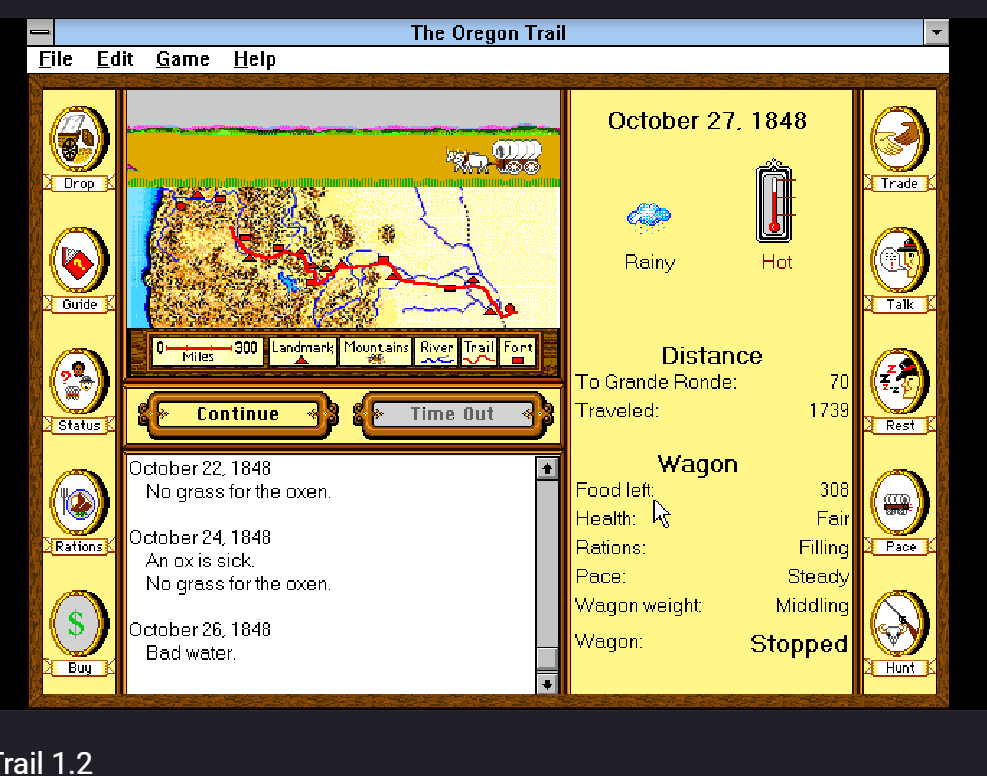 The Oregon Trail
File Edit Game Help
Drop
Guide
Status
Rations
$
Buy
0 300
Miles
Landmark
Mountains
River
Trail
Fort
Continue
Time Out
October 22, 1848
No grass for the oxen.
October 24, 1848
An ox is sick.
No grass for the oxen.
October 26, 1848
Bad water.
October 27, 1848
Rainy
Hot
Distance
To Grande Ronde: 70
Traveled: 1739
Wagon
Food left: 308
Health: Fair
Rations: Filling
Pace: Steady
Wagon weight: Middling
Wagon: Stopped
Trade
Talk
Rest
Pace
Hunt
Trail 1.2